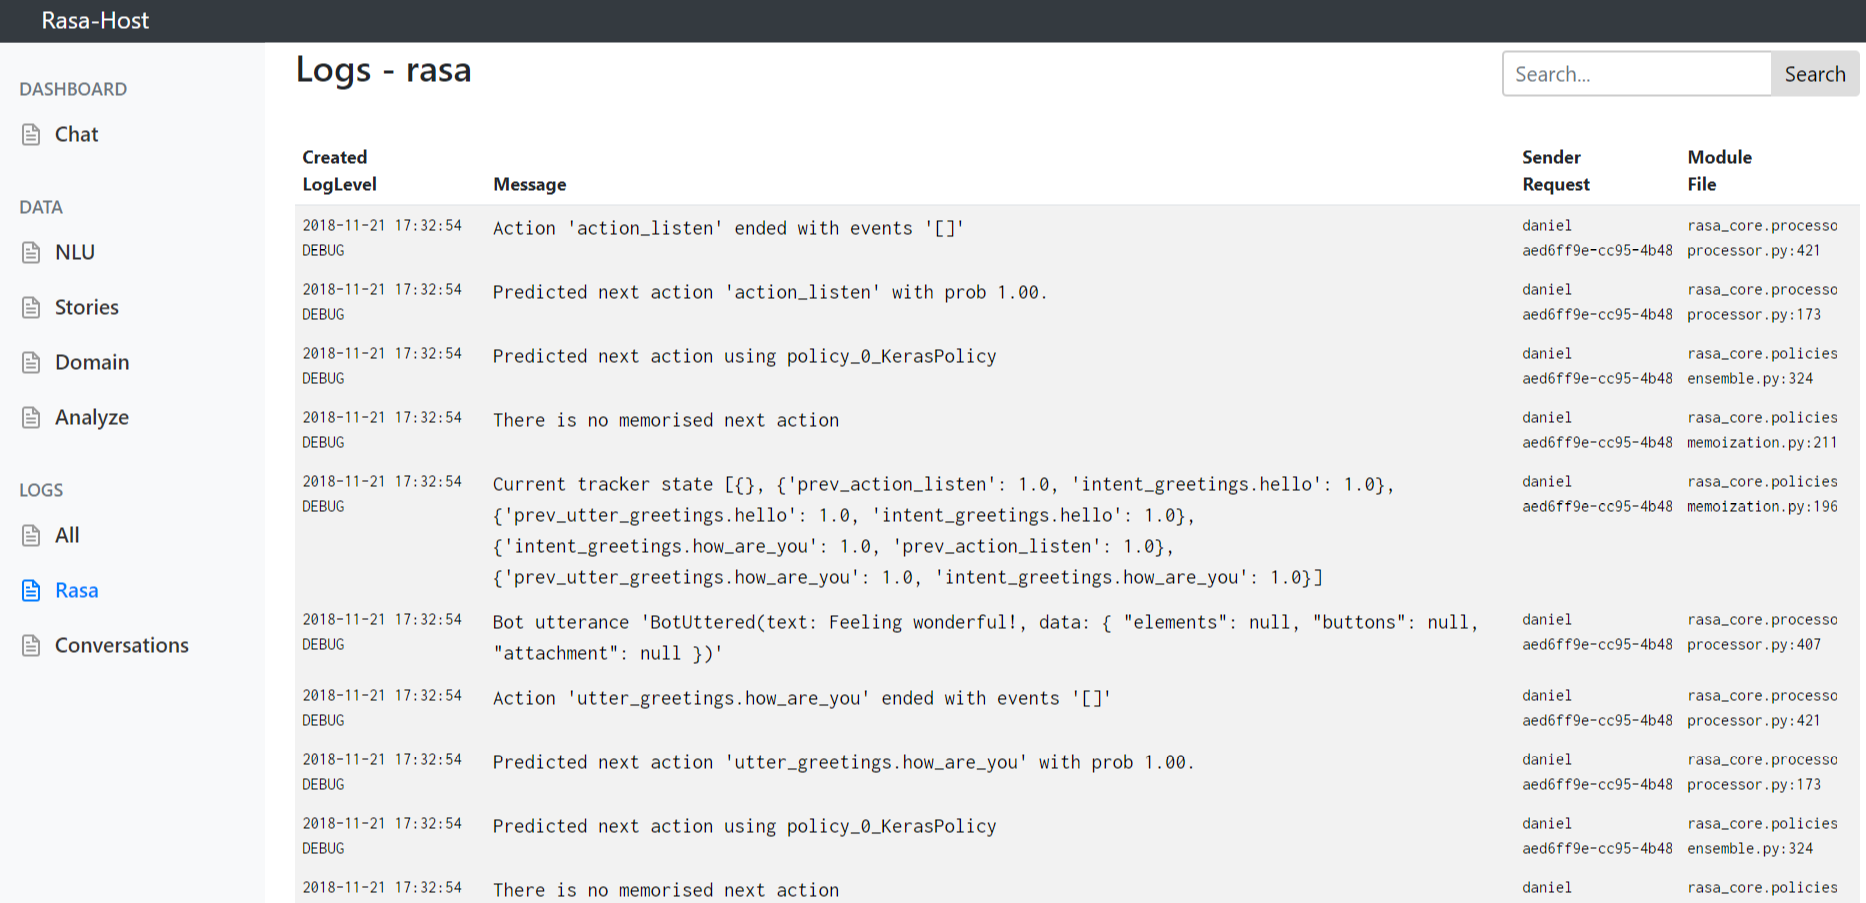 Rasa-Host
DASHBOARD
Chat
DATA
NLU
Stories
Domain
Analyze
LOGS
All
Rasa
Conversations
Logs - rasa
Search...
Search
Created
LogLevel
Message
Sender
Request
Module
File
2018-11-21 17:32:54
DEBUG
Action 'action_listen' ended with events '[]'
daniel
aed6ff9e-cc95-4b48
rasa_core.processo
processor.py:421
2018-11-21 17:32:54
DEBUG
Predicted next action 'action_listen' with prob 1.00.
daniel
aed6ff9e-cc95-4b48
rasa_core.processo
processor.py:173
2018-11-21 17:32:54
DEBUG
Predicted next action using policy_0_KerasPolicy
daniel
aed6ff9e-cc95-4b48
rasa_core.policies
ensemble.py:324
2018-11-21 17:32:54
DEBUG
There is no memorised next action
daniel
aed6ff9e-cc95-4b48
rasa_core.policies
memoization.py:211
2018-11-21 17:32:54
DEBUG
Current tracker state [{}, {'prev_action_listen': 1.0, 'intent_greetings.hello': 1.0},
{'prev_utter_greetings.hello': 1.0, 'intent_greetings.hello': 1.0},
{'intent_greetings.how_are_you': 1.0, 'prev_action_listen': 1.0},
{'prev_utter_greetings.how_are_you': 1.0, 'intent_greetings.how_are_you': 1.0}]
daniel
aed6ff9e-cc95-4b48
rasa_core.policies
memoization.py:196
2018-11-21 17:32:54
DEBUG
Bot utterance 'BotUttered(text: Feeling wonderful!, data: { "elements": null, "buttons": null,
"attachment": null })'
daniel
aed6ff9e-cc95-4b48
rasa_core.processo
processor.py:407
2018-11-21 17:32:54
DEBUG
Action 'utter_greetings.how_are_you' ended with events '[]'
daniel
aed6ff9e-cc95-4b48
rasa_core.processo
processor.py:421
2018-11-21 17:32:54
DEBUG
Predicted next action 'utter_greetings.how_are_you' with prob 1.00.
daniel
aed6ff9e-cc95-4b48
rasa_core.processo
processor.py:173
2018-11-21 17:32:54
DEBUG
Predicted next action using policy_0_KerasPolicy
daniel
aed6ff9e-cc95-4b48
rasa_core.policies
ensemble.py:324
2018-11-21 17:32:54
There is no memorised next action
daniel
rasa_core.policies